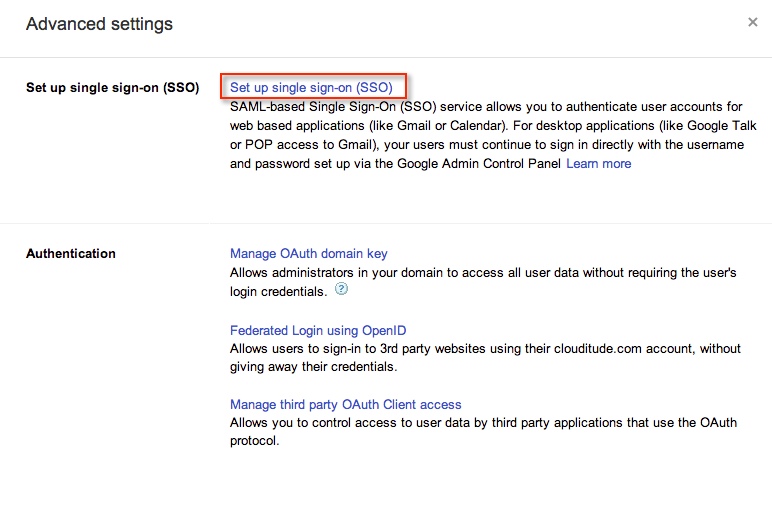 Advanced settings
Set up single sign-on (SSO)
Set up single sign-on (SSO)
SAML-based Single Sign-On (SSO) service allows you to authenticate user accounts for
web based applications (like Gmail or Calendar). For desktop applications (like Google Talk
or POP access to Gmail), your users must continue to sign in directly with the username
and password set up via the Google Admin Control Panel Learn more
Authentication
Manage OAuth domain key
Allows administrators in your domain to access all user data without requiring the user's
login credentials. ?
Federated Login using OpenID
Allows users to sign-in to 3rd party websites using their clouditude.com account, without
giving away their credentials.
Manage third party OAuth Client access
Allows you to control access to user data by third party applications that use the OAuth
protocol.